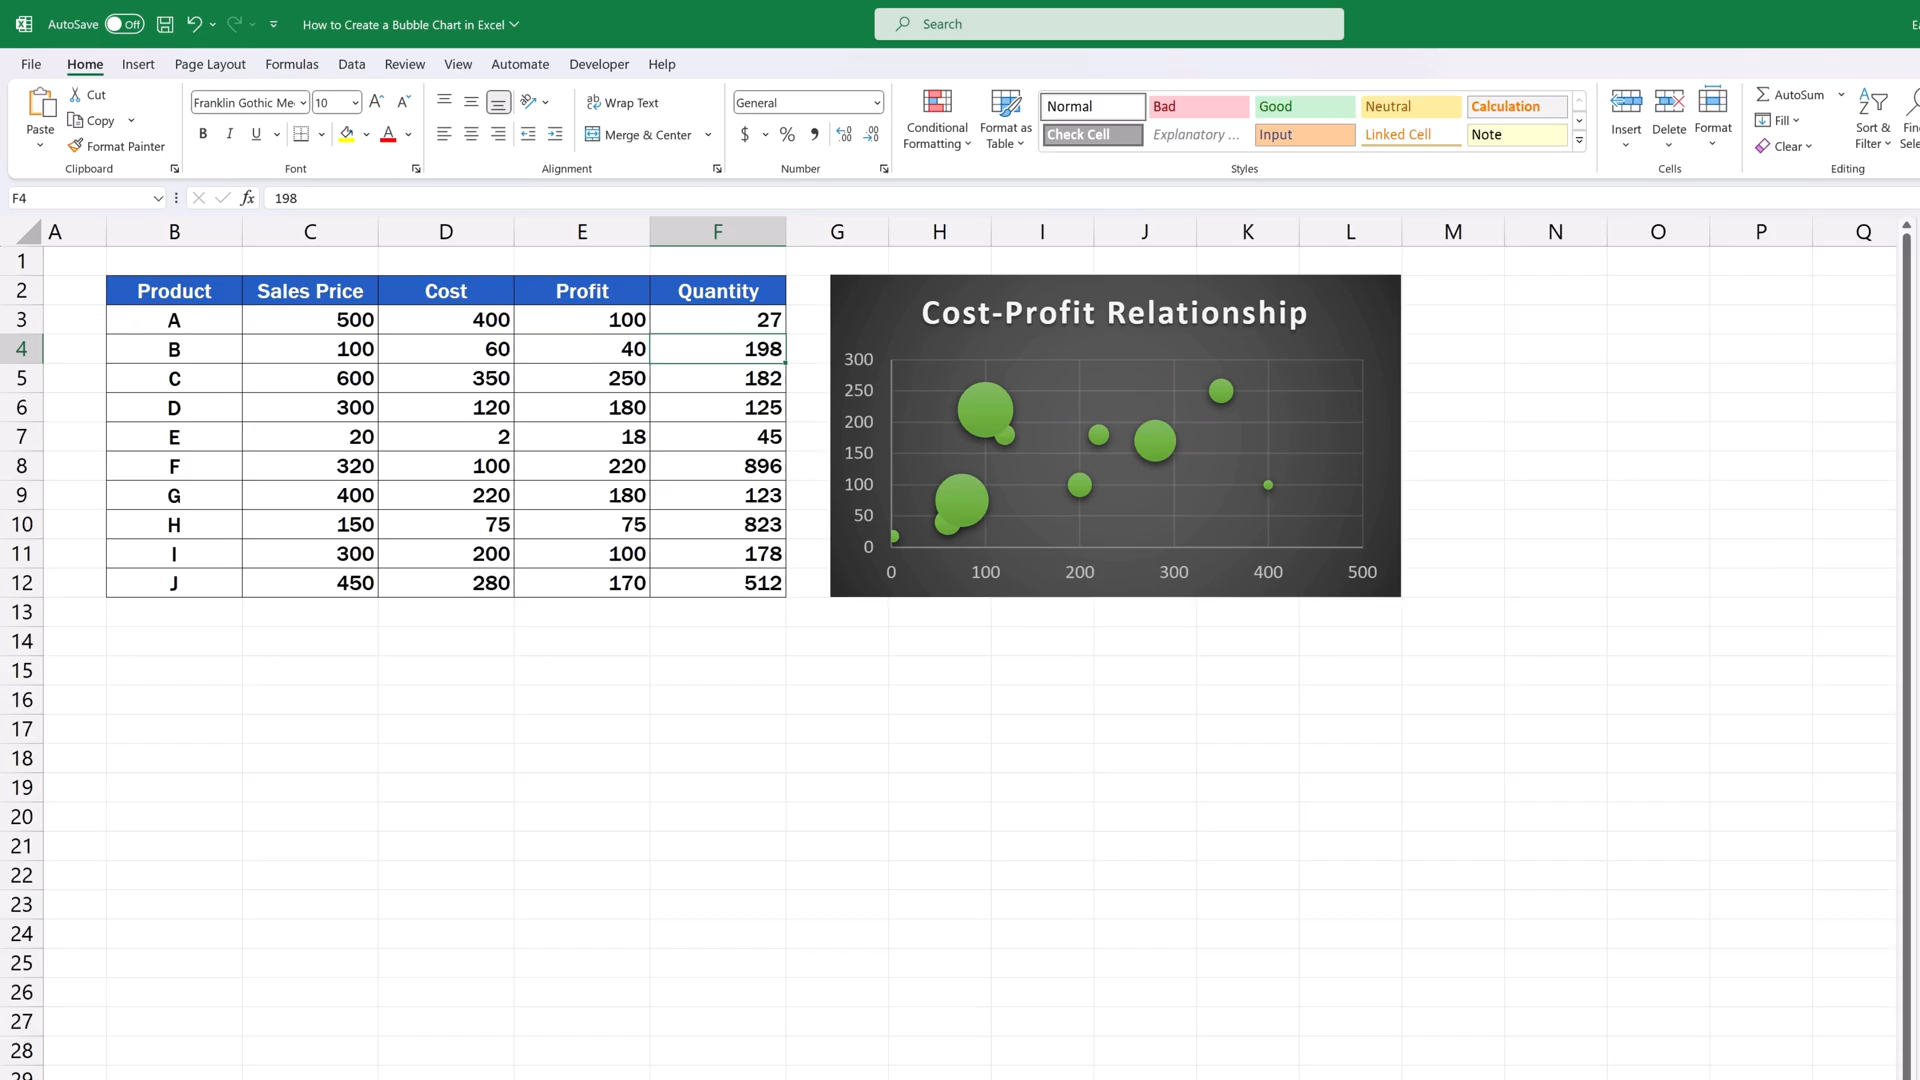 AutoSave Off How to Create a Bubble Chart in Excel Search
File Home Insert Page Layout Formulas Data Review View Automate Developer Help
Paste Cut Copy Format Painter Clipboard
Franklin Gothic Me 10 B I U A Font
ab Wrap Text Merge & Center Alignment
General $ % Number
Conditional Formatting Format as Table
Normal Bad Good Neutral Calculation
Check Cell Explanatory ... Input Linked Cell Note
Styles
Insert Delete Format Cells
AutoSum Fill Clear Sort & Filter Editing
F4 fx 198
A B C D E F G H I J K L M N O P Q
1
2 Product Sales Price Cost Profit Quantity
3 A 500 400 100 27
4 B 100 60 40 198
5 C 600 350 250 182
6 D 300 120 180 125
7 E 20 2 18 45
8 F 320 100 220 896
9 G 400 220 180 123
10 H 150 75 75 823
11 I 300 200 100 178
12 J 450 280 170 512
13
14
15
16
17
18
19
20
21
22
23
24
25
26
27
28
29
Cost-Profit Relationship
300
250
200
150
100
50
0
0 100 200 300 400 500